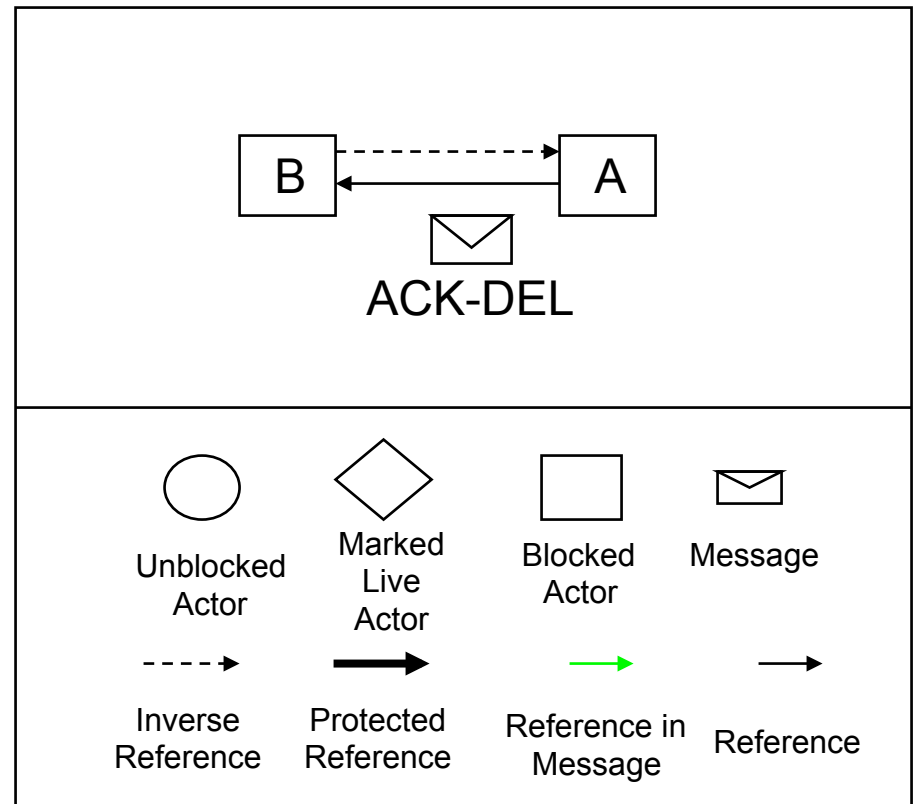 B
A
ACK-DEL
Unblocked
Actor
Marked
Live
Actor
Blocked
Actor
Message
Inverse
Reference
Protected
Reference
Reference in
Message
Reference